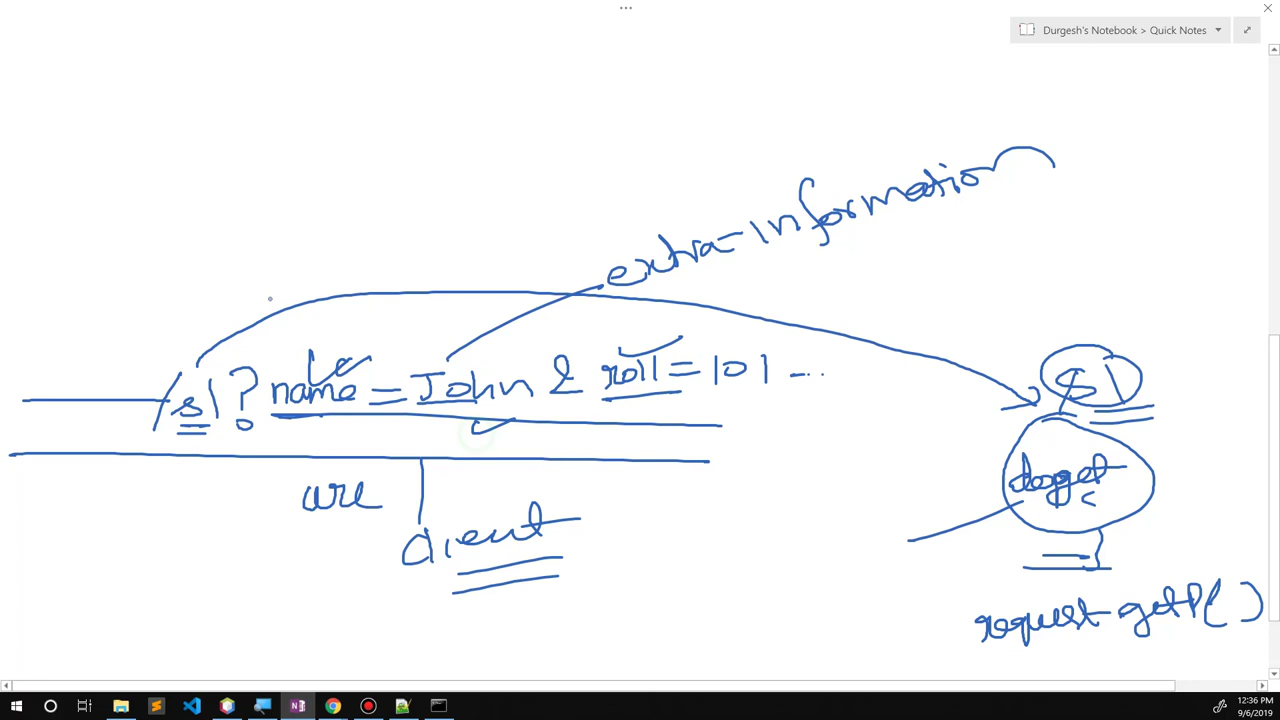 Durgesh's Notebook > Quick Notes
extra-information
/s1?name=John & roll=101 ...
S1
doget
url
client
request getP( )
12:36 PM
9/6/2019